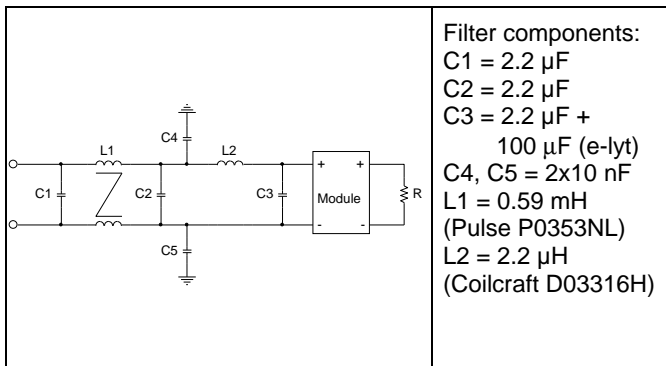 L1
C4
L2
C1
C2
C3
C5
+
+
Module
-
-
R
Filter components:
C1 = 2.2 µF
C2 = 2.2 µF
C3 = 2.2 µF +
100 µF (e-lyt)
C4, C5 = 2x10 nF
L1 = 0.59 mH
(Pulse P0353NL)
L2 = 2.2 µH
(Coilcraft D03316H)